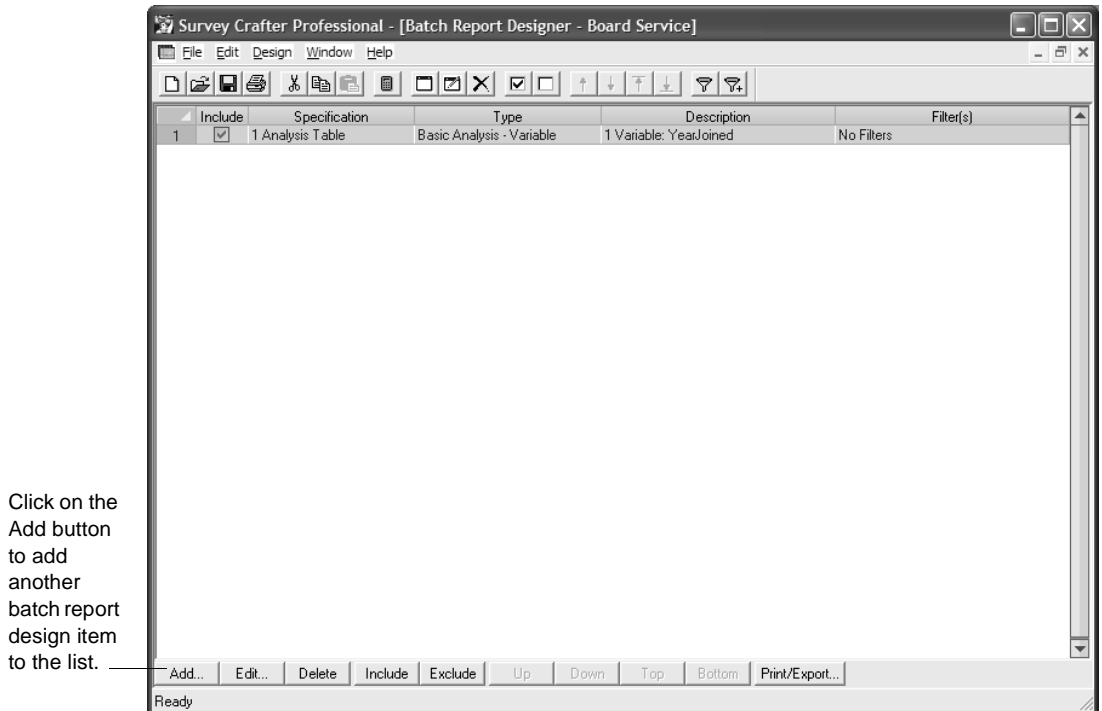 Survey Crafter Professional - [Batch Report Designer - Board Service]
File Edit Design Window Help
Include Specification Type Description Filter(s)
1 1 Analysis Table Basic Analysis - Variable 1 Variable: YearJoined No Filters
Click on the
Add button
to add
another
batch report
design item
to the list.
Add... Edit... Delete Include Exclude Up Down Top Bottom Print/Export...
Ready